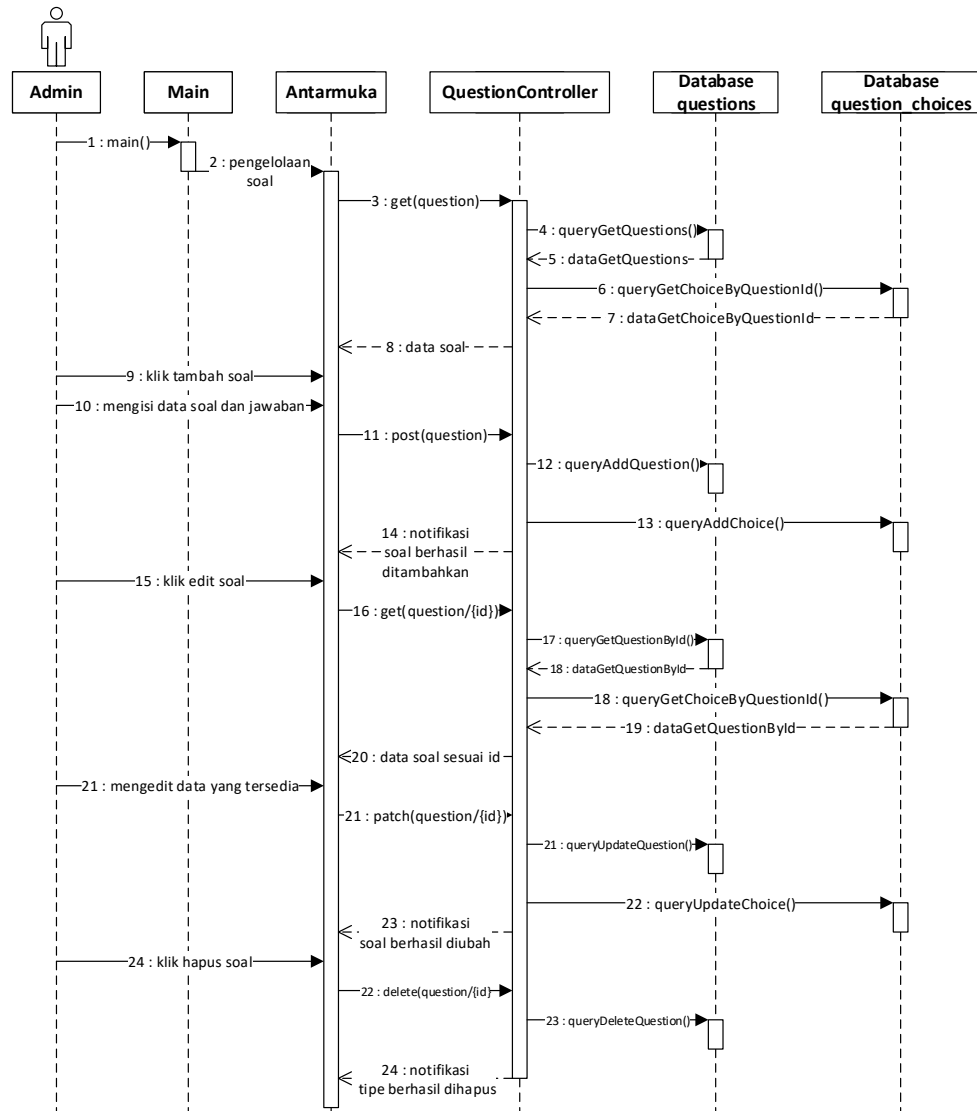 Admin
Main
Antarmuka
QuestionController
Database
questions
Database
question_choices
1 : main()
2 : pengelolaan
soal
3 : get(question)
4 : queryGetQuestions()
5 : dataGetQuestions
6 : queryGetChoiceByQuestionId()
7 : dataGetChoiceByQuestionId
8 : data soal
9 : klik tambah soal
10 : mengisi data soal dan jawaban
11 : post(question)
12 : queryAddQuestion()
13 : queryAddChoice()
14 : notifikasi
soal berhasil
ditambahkan
15 : klik edit soal
16 : get(question/{id})
17 : queryGetQuestionById()
18 : dataGetQuestionById
18 : queryGetChoiceByQuestionId()
19 : dataGetQuestionById
20 : data soal sesuai id
21 : mengedit data yang tersedia
21 : patch(question/{id})
21 : queryUpdateQuestion()
22 : queryUpdateChoice()
23 : notifikasi
soal berhasil diubah
24 : klik hapus soal
22 : delete(question/{id}
23 : queryDeleteQuestion()
24 : notifikasi
tipe berhasil dihapus